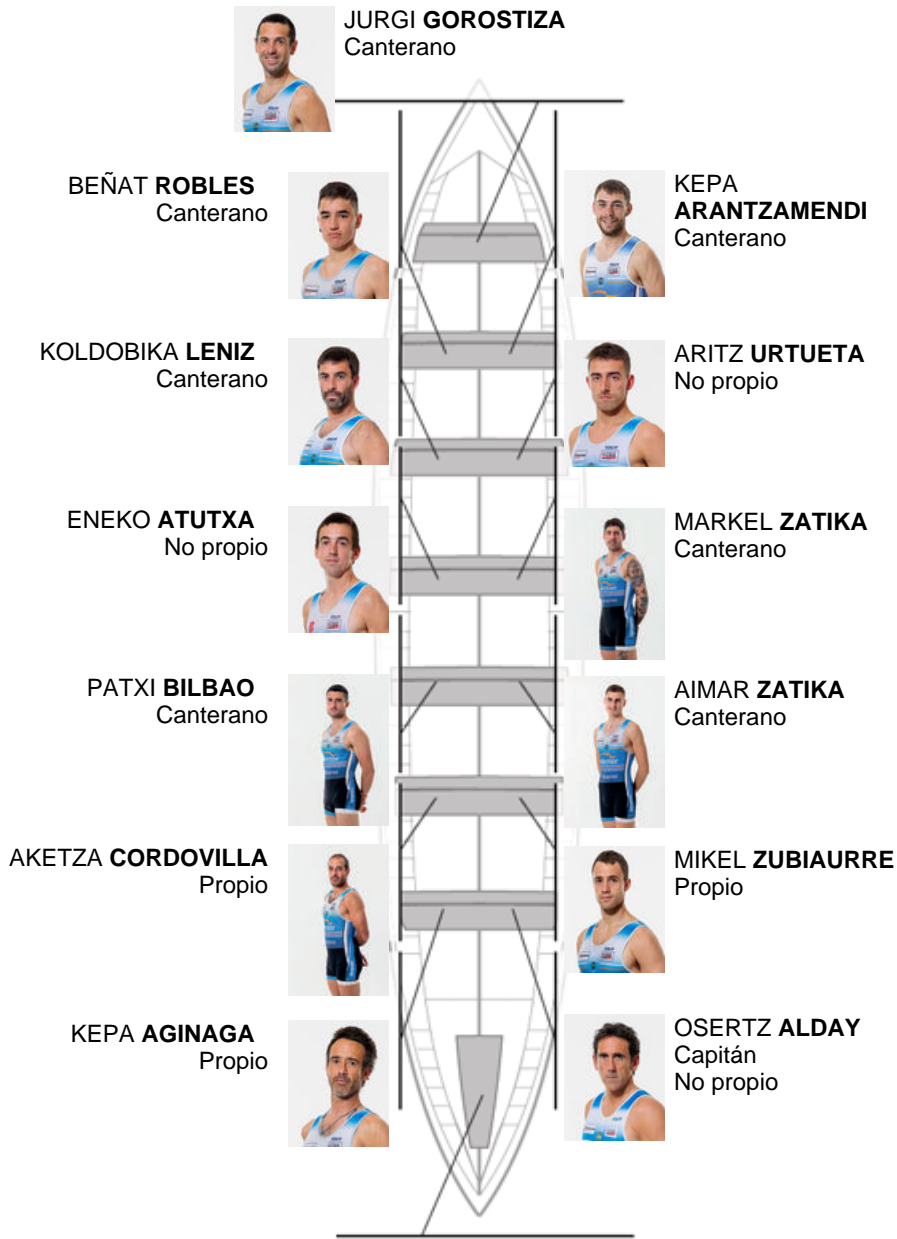 JURGI GOROSTIZA
Canterano
BEÑAT ROBLES
Canterano
KEPA
ARANTZAMENDI
Canterano
KOLDOBIKA LENIZ
Canterano
ARITZ URTUETA
No propio
ENEKO ATUTXA
No propio
MARKEL ZATIKA
Canterano
PATXI BILBAO
Canterano
AIMAR ZATIKA
Canterano
AKETZA CORDOVILLA
Propio
MIKEL ZUBIAURRE
Propio
KEPA AGINAGA
Propio
OSERTZ ALDAY
Capitán
No propio